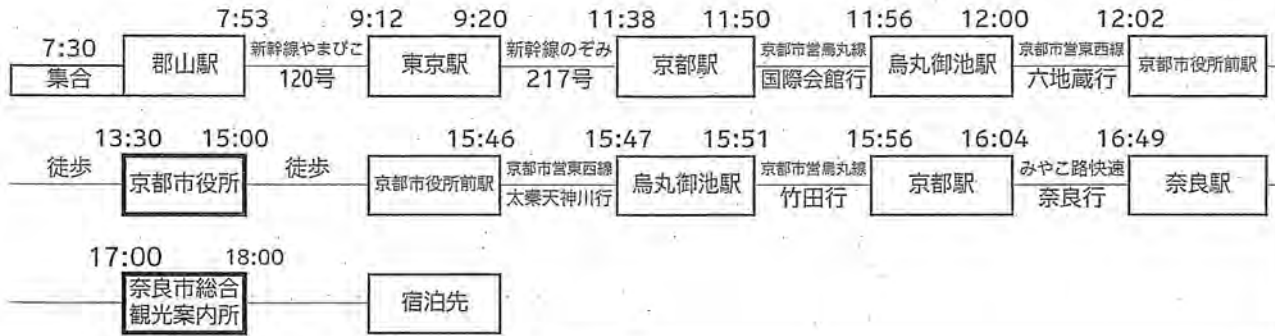 7:53 9:12 9:20 11:38 11:50 11:56 12:00 12:02
7:30 集合 郡山駅 新幹線やまびこ 120号 東京駅 新幹線のぞみ 217号 京都駅 京都市営烏丸線 国際会館行 烏丸御池駅 京都市営東西線 六地蔵行 京都市役所前駅
13:30 15:00 15:46 15:47 15:51 15:56 16:04 16:49
徒歩 京都市役所 徒歩 京都市役所前駅 京都市営東西線 太秦天神川行 烏丸御池駅 京都市営烏丸線 竹田行 京都駅 みやこ路快速 奈良行 奈良駅
17:00 18:00
奈良市総合 宿泊先
観光案内所